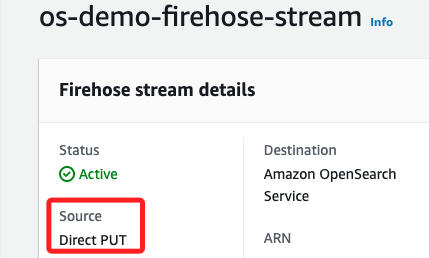 os-demo-firehose-stream Info
Firehose stream details
Status
Active
Source
Direct PUT
Destination
Amazon OpenSearch
Service
ARN